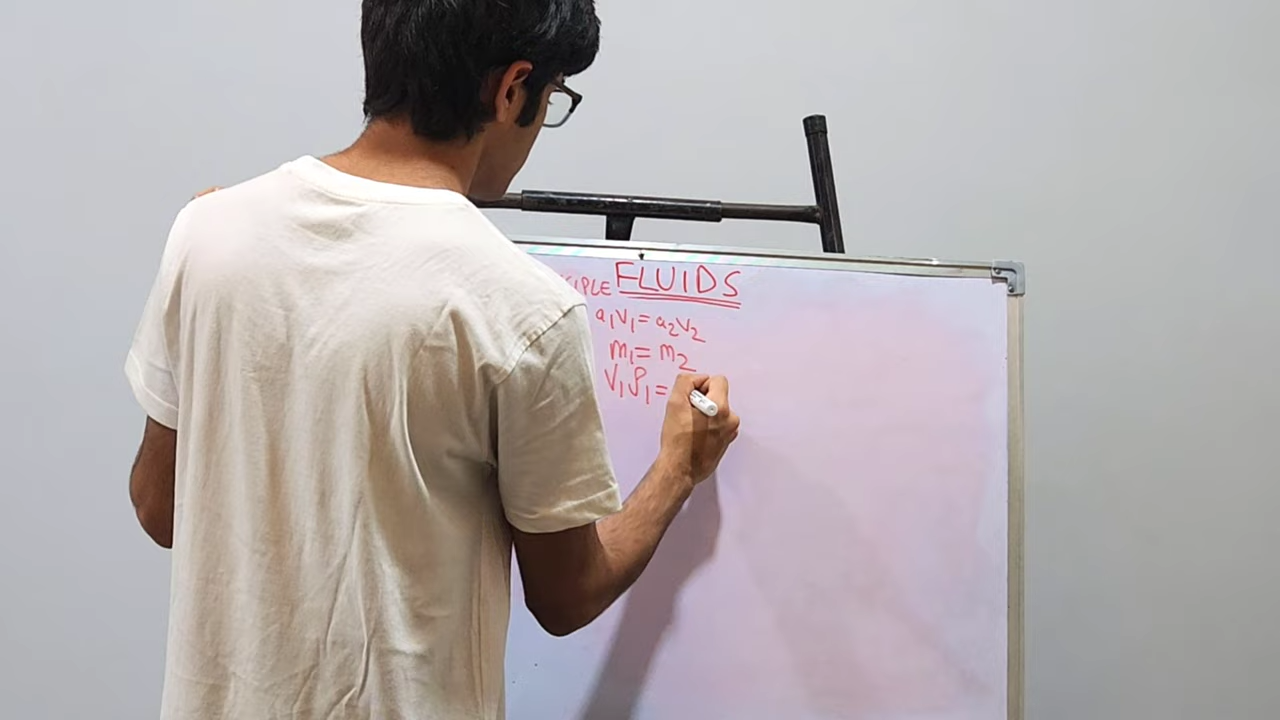 FLUIDS
a₁v₁ = a₂v₂
m₁ = m₂
V₁ρ₁ =